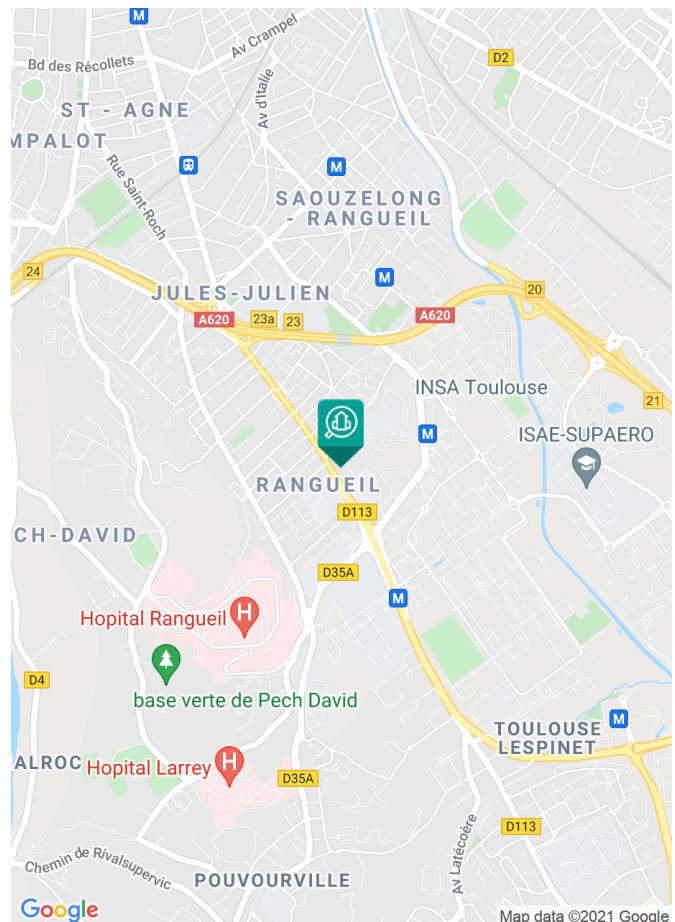 M
Av Crampel
D2
Bd des Récollets
Av d'Italie
ST - AGNE
MPALOT
Rue Saint-Roch
M
SAOUZELONG
- RANGUEIL
24
M
20
JULES-JULIEN
A620
23a
23
A620
21
INSA Toulouse
M
ISAE-SUPAERO
RANGUEIL
D113
CH-DAVID
D35A
M
Hopital Rangueil
H
D4
base verte de Pech David
M
TOULOUSE
LESPINET
ALROC
Hopital Larrey
H
D35A
D113
Av Latécoère
Chemin de Rivalsupervic
POUVOURVILLE
Google
Map data ©2021 Google